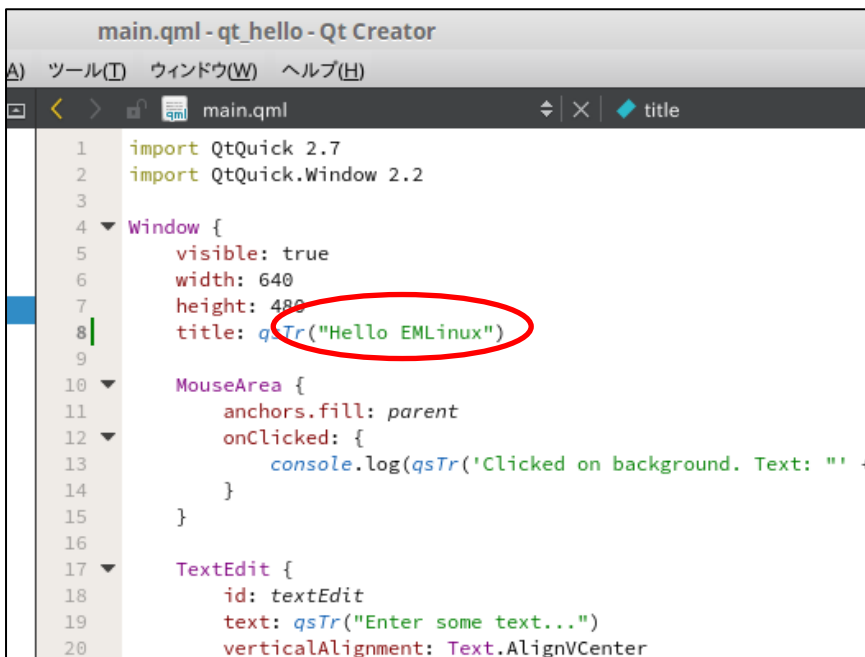 main.qml - qt_hello - Qt Creator
A) ツール(T) ウィンドウ(W) ヘルプ(H)
qml main.qml title
1 import QtQuick 2.7
2 import QtQuick.Window 2.2
3
4 Window {
5 visible: true
6 width: 640
7 height: 480
8 title: qsTr("Hello EMLinux")
9
10 MouseArea {
11 anchors.fill: parent
12 onClicked: {
13 console.log(qsTr('Clicked on background. Text: "' +
14 }
15 }
16
17 TextEdit {
18 id: textEdit
19 text: qsTr("Enter some text...")
20 verticalAlignment: Text.AlignVCenter